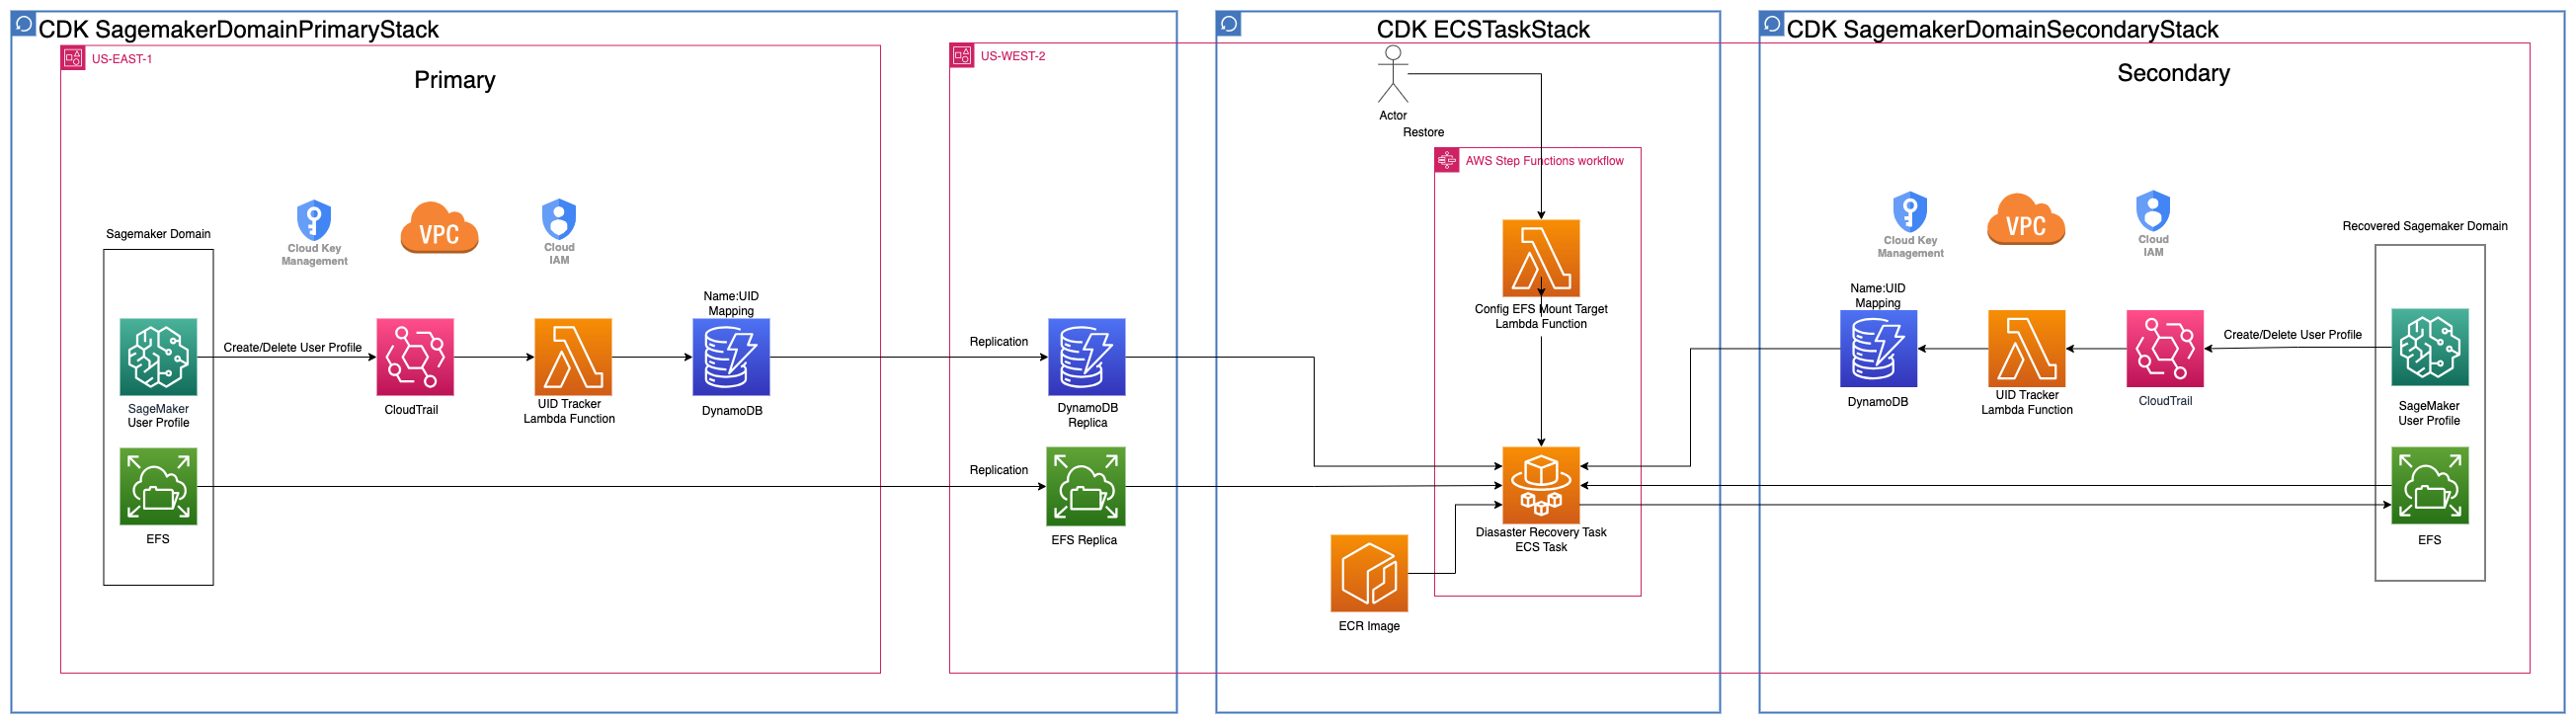 CDK SagemakerDomainPrimaryStack
US-EAST-1
Primary
Cloud Key
Management
VPC
Cloud
IAM
Sagemaker Domain
SageMaker
User Profile
Create/Delete User Profile
CloudTrail
UID Tracker
Lambda Function
Name:UID
Mapping
DynamoDB
EFS
US-WEST-2
Replication
DynamoDB
Replica
Replication
EFS Replica
CDK ECSTaskStack
Actor
Restore
AWS Step Functions workflow
Config EFS Mount Target
Lambda Function
Diasaster Recovery Task
ECS Task
ECR Image
CDK SagemakerDomainSecondaryStack
Secondary
Cloud Key
Management
VPC
Cloud
IAM
Recovered Sagemaker Domain
Name:UID
Mapping
DynamoDB
UID Tracker
Lambda Function
CloudTrail
Create/Delete User Profile
SageMaker
User Profile
EFS